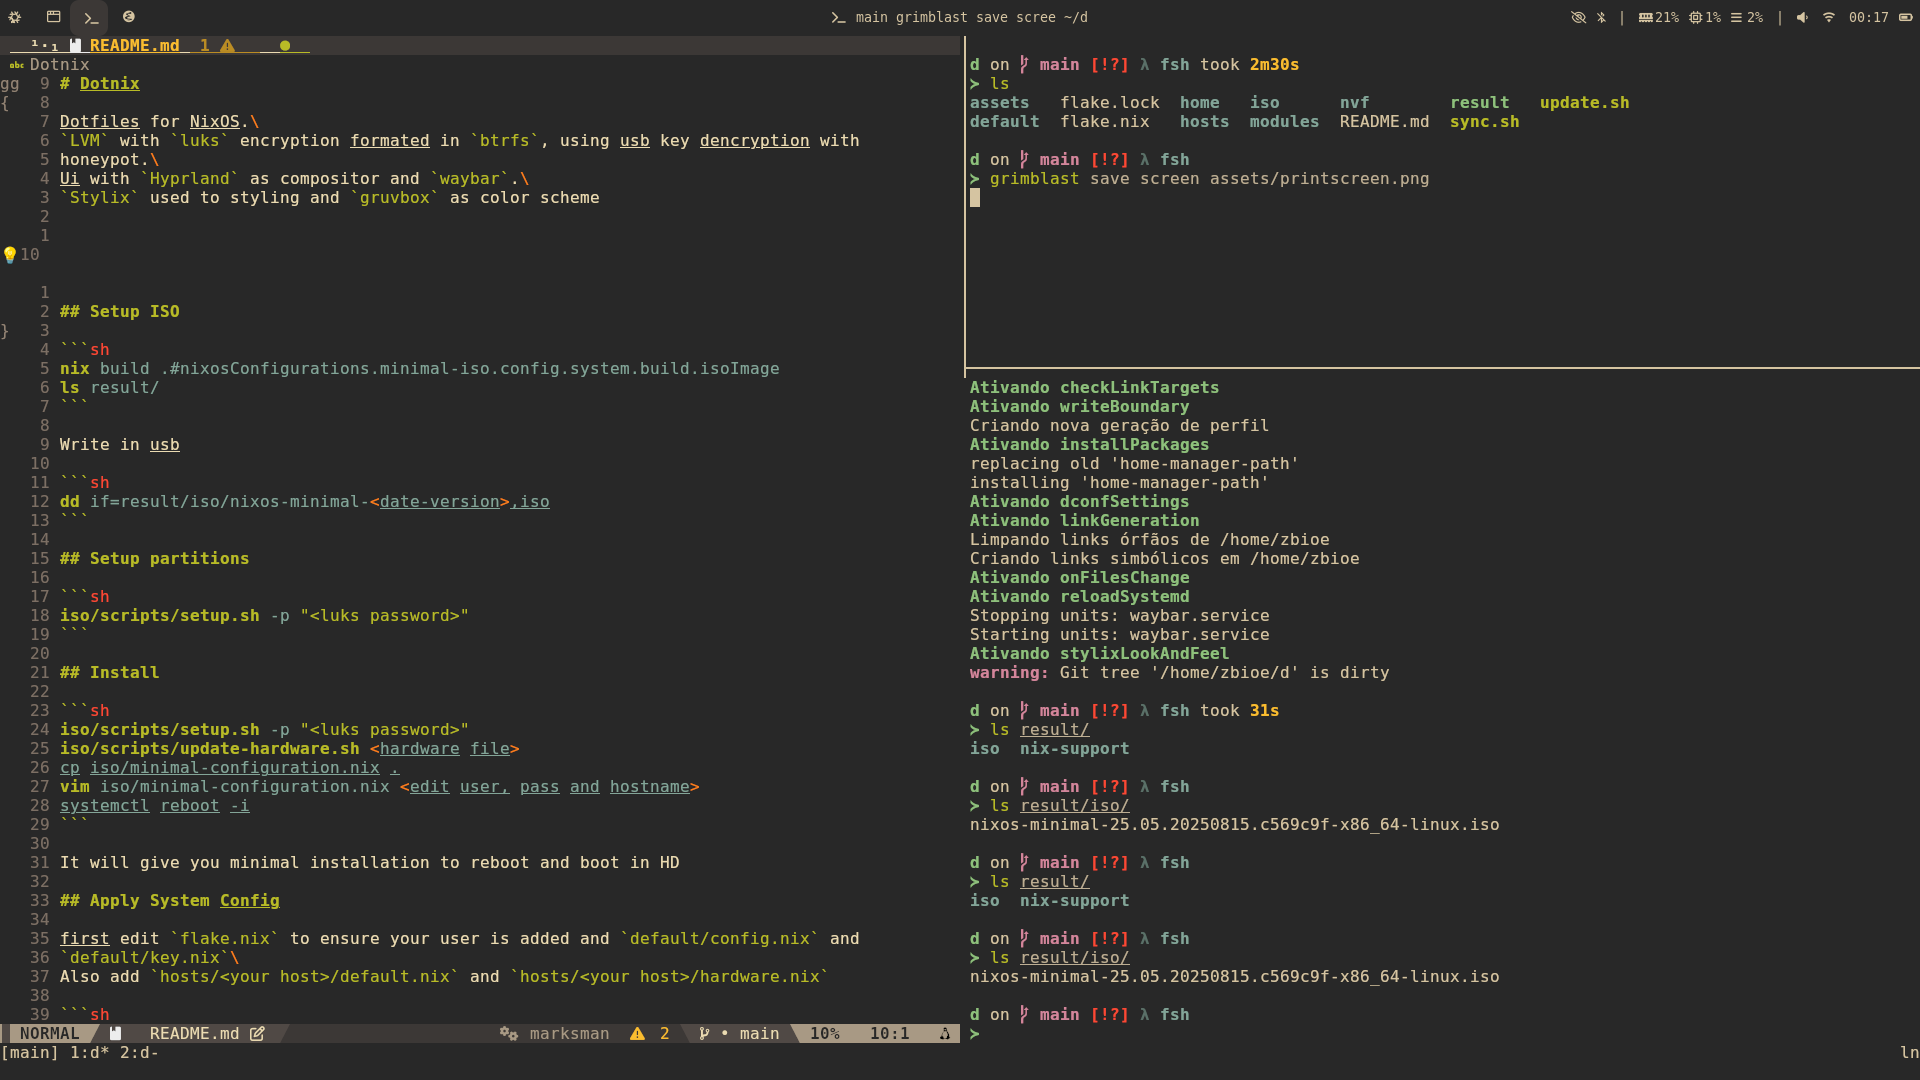 main grimblast save scree ~/d
| 21% 1% 2% | 00:17
README.md 1
abc Dotnix
gg 9 # Dotnix
{ 8
7 Dotfiles for NixOS.\
6 `LVM` with `luks` encryption formated in `btrfs`, using usb key dencryption with
5 honeypot.\
4 Ui with `Hyprland` as compositor and `waybar`.\
3 `Stylix` used to styling and `gruvbox` as color scheme
2
1
10
1
2 ## Setup ISO
} 3
4 ```sh
5 nix build .#nixosConfigurations.minimal-iso.config.system.build.isoImage
6 ls result/
7 ```
8
9 Write in usb
10
11 ```sh
12 dd if=result/iso/nixos-minimal-<date-version>,iso
13 ```
14
15 ## Setup partitions
16
17 ```sh
18 iso/scripts/setup.sh -p "<luks password>"
19 ```
20
21 ## Install
22
23 ```sh
24 iso/scripts/setup.sh -p "<luks password>"
25 iso/scripts/update-hardware.sh <hardware file>
26 cp iso/minimal-configuration.nix .
27 vim iso/minimal-configuration.nix <edit user, pass and hostname>
28 systemctl reboot -i
29 ```
30
31 It will give you minimal installation to reboot and boot in HD
32
33 ## Apply System Config
34
35 first edit `flake.nix` to ensure your user is added and `default/config.nix` and
36 `default/key.nix`\
37 Also add `hosts/<your host>/default.nix` and `hosts/<your host>/hardware.nix`
38
39 ```sh
NORMAL README.md marksman 2 • main 10% 10:1
[main] 1:d* 2:d-
d on main [!?] λ fsh took 2m30s
➤ ls
assets flake.lock home iso nvf result update.sh
default flake.nix hosts modules README.md sync.sh
d on main [!?] λ fsh
➤ grimblast save screen assets/printscreen.png
Ativando checkLinkTargets
Ativando writeBoundary
Criando nova geração de perfil
Ativando installPackages
replacing old 'home-manager-path'
installing 'home-manager-path'
Ativando dconfSettings
Ativando linkGeneration
Limpando links órfãos de /home/zbioe
Criando links simbólicos em /home/zbioe
Ativando onFilesChange
Ativando reloadSystemd
Stopping units: waybar.service
Starting units: waybar.service
Ativando stylixLookAndFeel
warning: Git tree '/home/zbioe/d' is dirty
d on main [!?] λ fsh took 31s
➤ ls result/
iso nix-support
d on main [!?] λ fsh
➤ ls result/iso/
nixos-minimal-25.05.20250815.c569c9f-x86_64-linux.iso
d on main [!?] λ fsh
➤ ls result/
iso nix-support
d on main [!?] λ fsh
➤ ls result/iso/
nixos-minimal-25.05.20250815.c569c9f-x86_64-linux.iso
d on main [!?] λ fsh
➤
ln